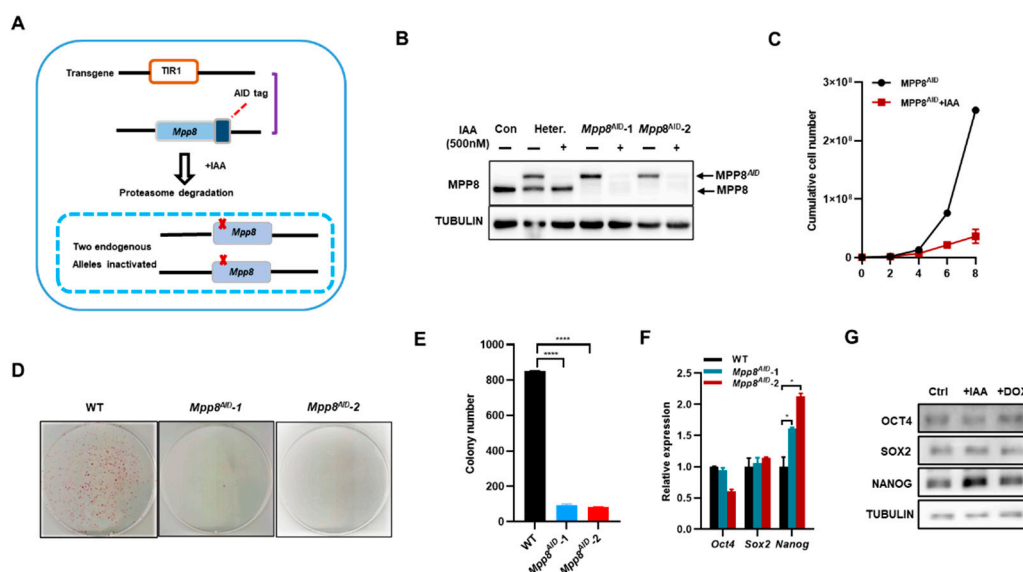 A
Transgene
TIR1
AID tag
Mpp8
+IAA
Proteasome degradation
Two endogenous
Alleles inactivated
Mpp8
Mpp8
B
IAA
(500nM)
Con Heter. Mpp8AID-1 Mpp8AID-2
— — + — + — +
MPP8
MPP8AID
MPP8
TUBULIN
C
MPP8AID
MPP8AID+IAA
Cumulative cell number
3×10⁸
2×10⁸
1×10⁸
0
0 2 4 6 8
D
WT Mpp8AID-1 Mpp8AID-2
E
Colony number
1000
800
600
400
200
0
****
****
WT
Mpp8AID-1
Mpp8AID-2
F
WT
Mpp8AID-1
Mpp8AID-2
Relative expression
2.5
2.0
1.5
1.0
0.5
0.0
*
*
Oct4 Sox2 Nanog
G
Ctrl +IAA +DOX
OCT4
SOX2
NANOG
TUBULIN